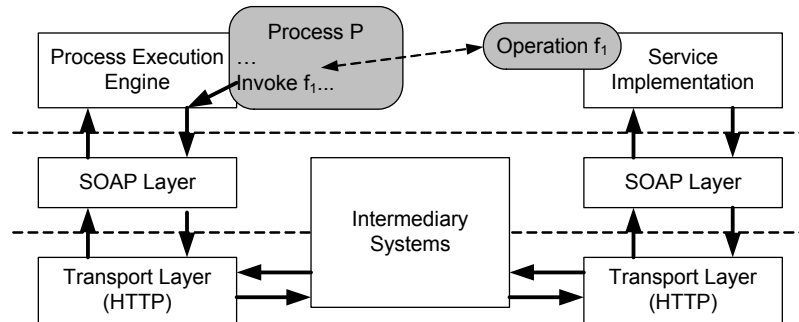 Process P
Process Execution
Engine
…
Invoke f1...
Operation f1
Service
Implementation
SOAP Layer
SOAP Layer
Intermediary
Systems
Transport Layer
(HTTP)
Transport Layer
(HTTP)